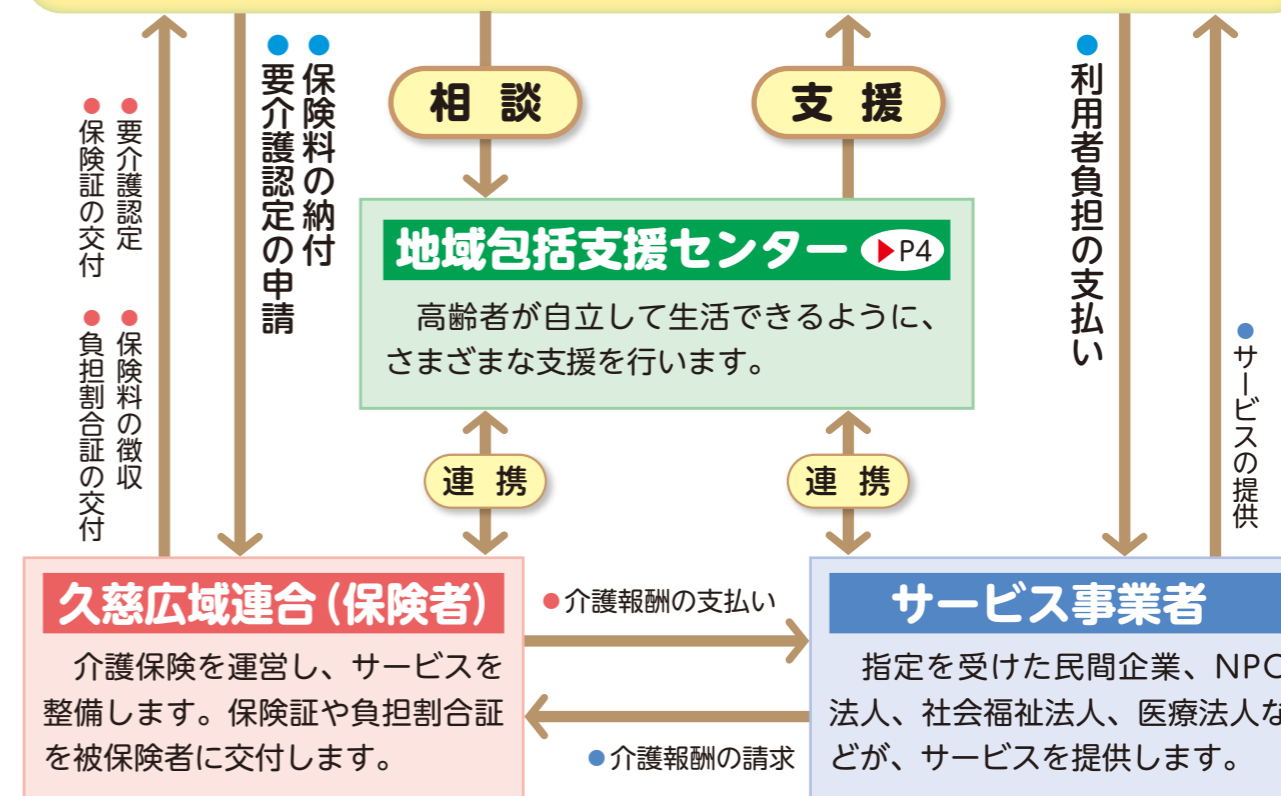 ●要介護認定
●保険証の交付
●保険料の徴収
●負担割合証の交付
●保険料の納付
●要介護認定の申請
相談
支援
●利用者負担の支払い
●サービスの提供
地域包括支援センター ▶P4
　高齢者が自立して生活できるように、
さまざまな支援を行います。
連携
連携
久慈広域連合(保険者)
　介護保険を運営し、サービスを
整備します。保険証や負担割合証
を被保険者に交付します。
●介護報酬の支払い
●介護報酬の請求
サービス事業者
　指定を受けた民間企業、NPO
法人、社会福祉法人、医療法人な
どが、サービスを提供します。